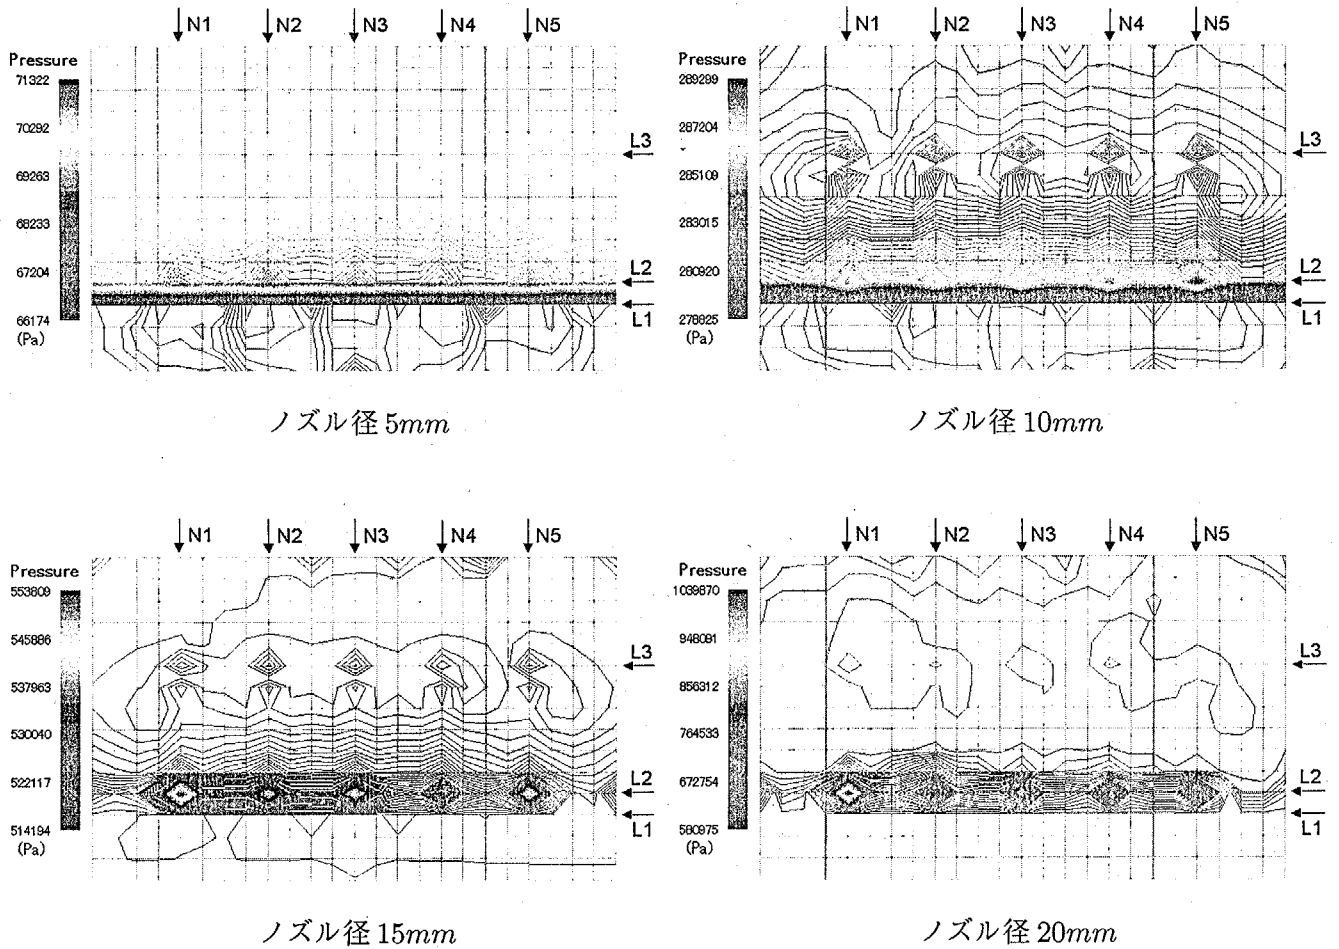 N1 N2 N3 N4 N5
Pressure
71322
70292
69263
68233
67204
66174
(Pa)
L3
L2
L1
ノズル径 5mm
N1 N2 N3 N4 N5
Pressure
289299
287204
285109
283015
280920
278825
(Pa)
L3
L2
L1
ノズル径 10mm
N1 N2 N3 N4 N5
Pressure
553809
545886
537963
530040
522117
514194
(Pa)
L3
L2
L1
ノズル径 15mm
N1 N2 N3 N4 N5
Pressure
1039870
948091
856312
764533
672754
580975
(Pa)
L3
L2
L1
ノズル径 20mm